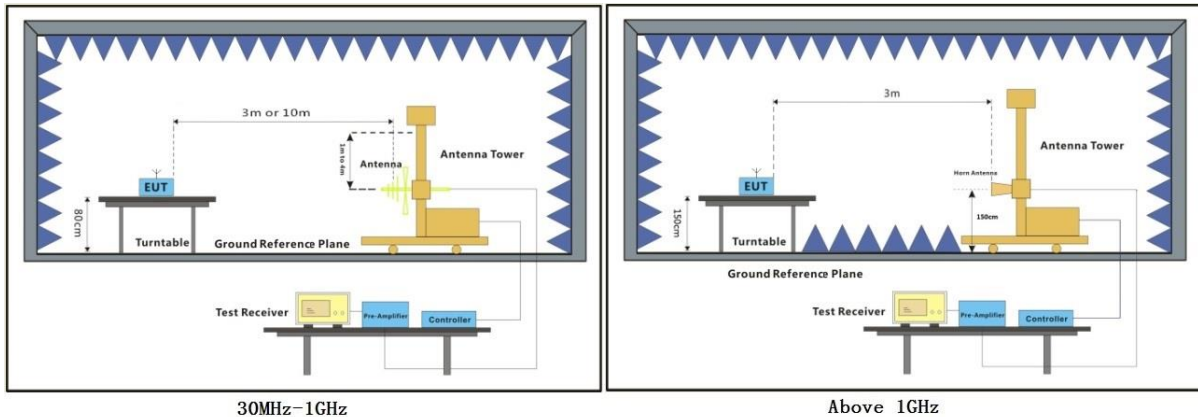 3m or 10m
1m to 4m
Antenna
Antenna Tower
EUT
80cm
Turntable
Ground Reference Plane
Test Receiver
Pre-Amplifier
Controller
30MHz-1GHz
3m
Antenna Tower
Horn Antenna
EUT
150cm
150cm
Turntable
Ground Reference Plane
Test Receiver
Pre-Amplifier
Controller
Above 1GHz